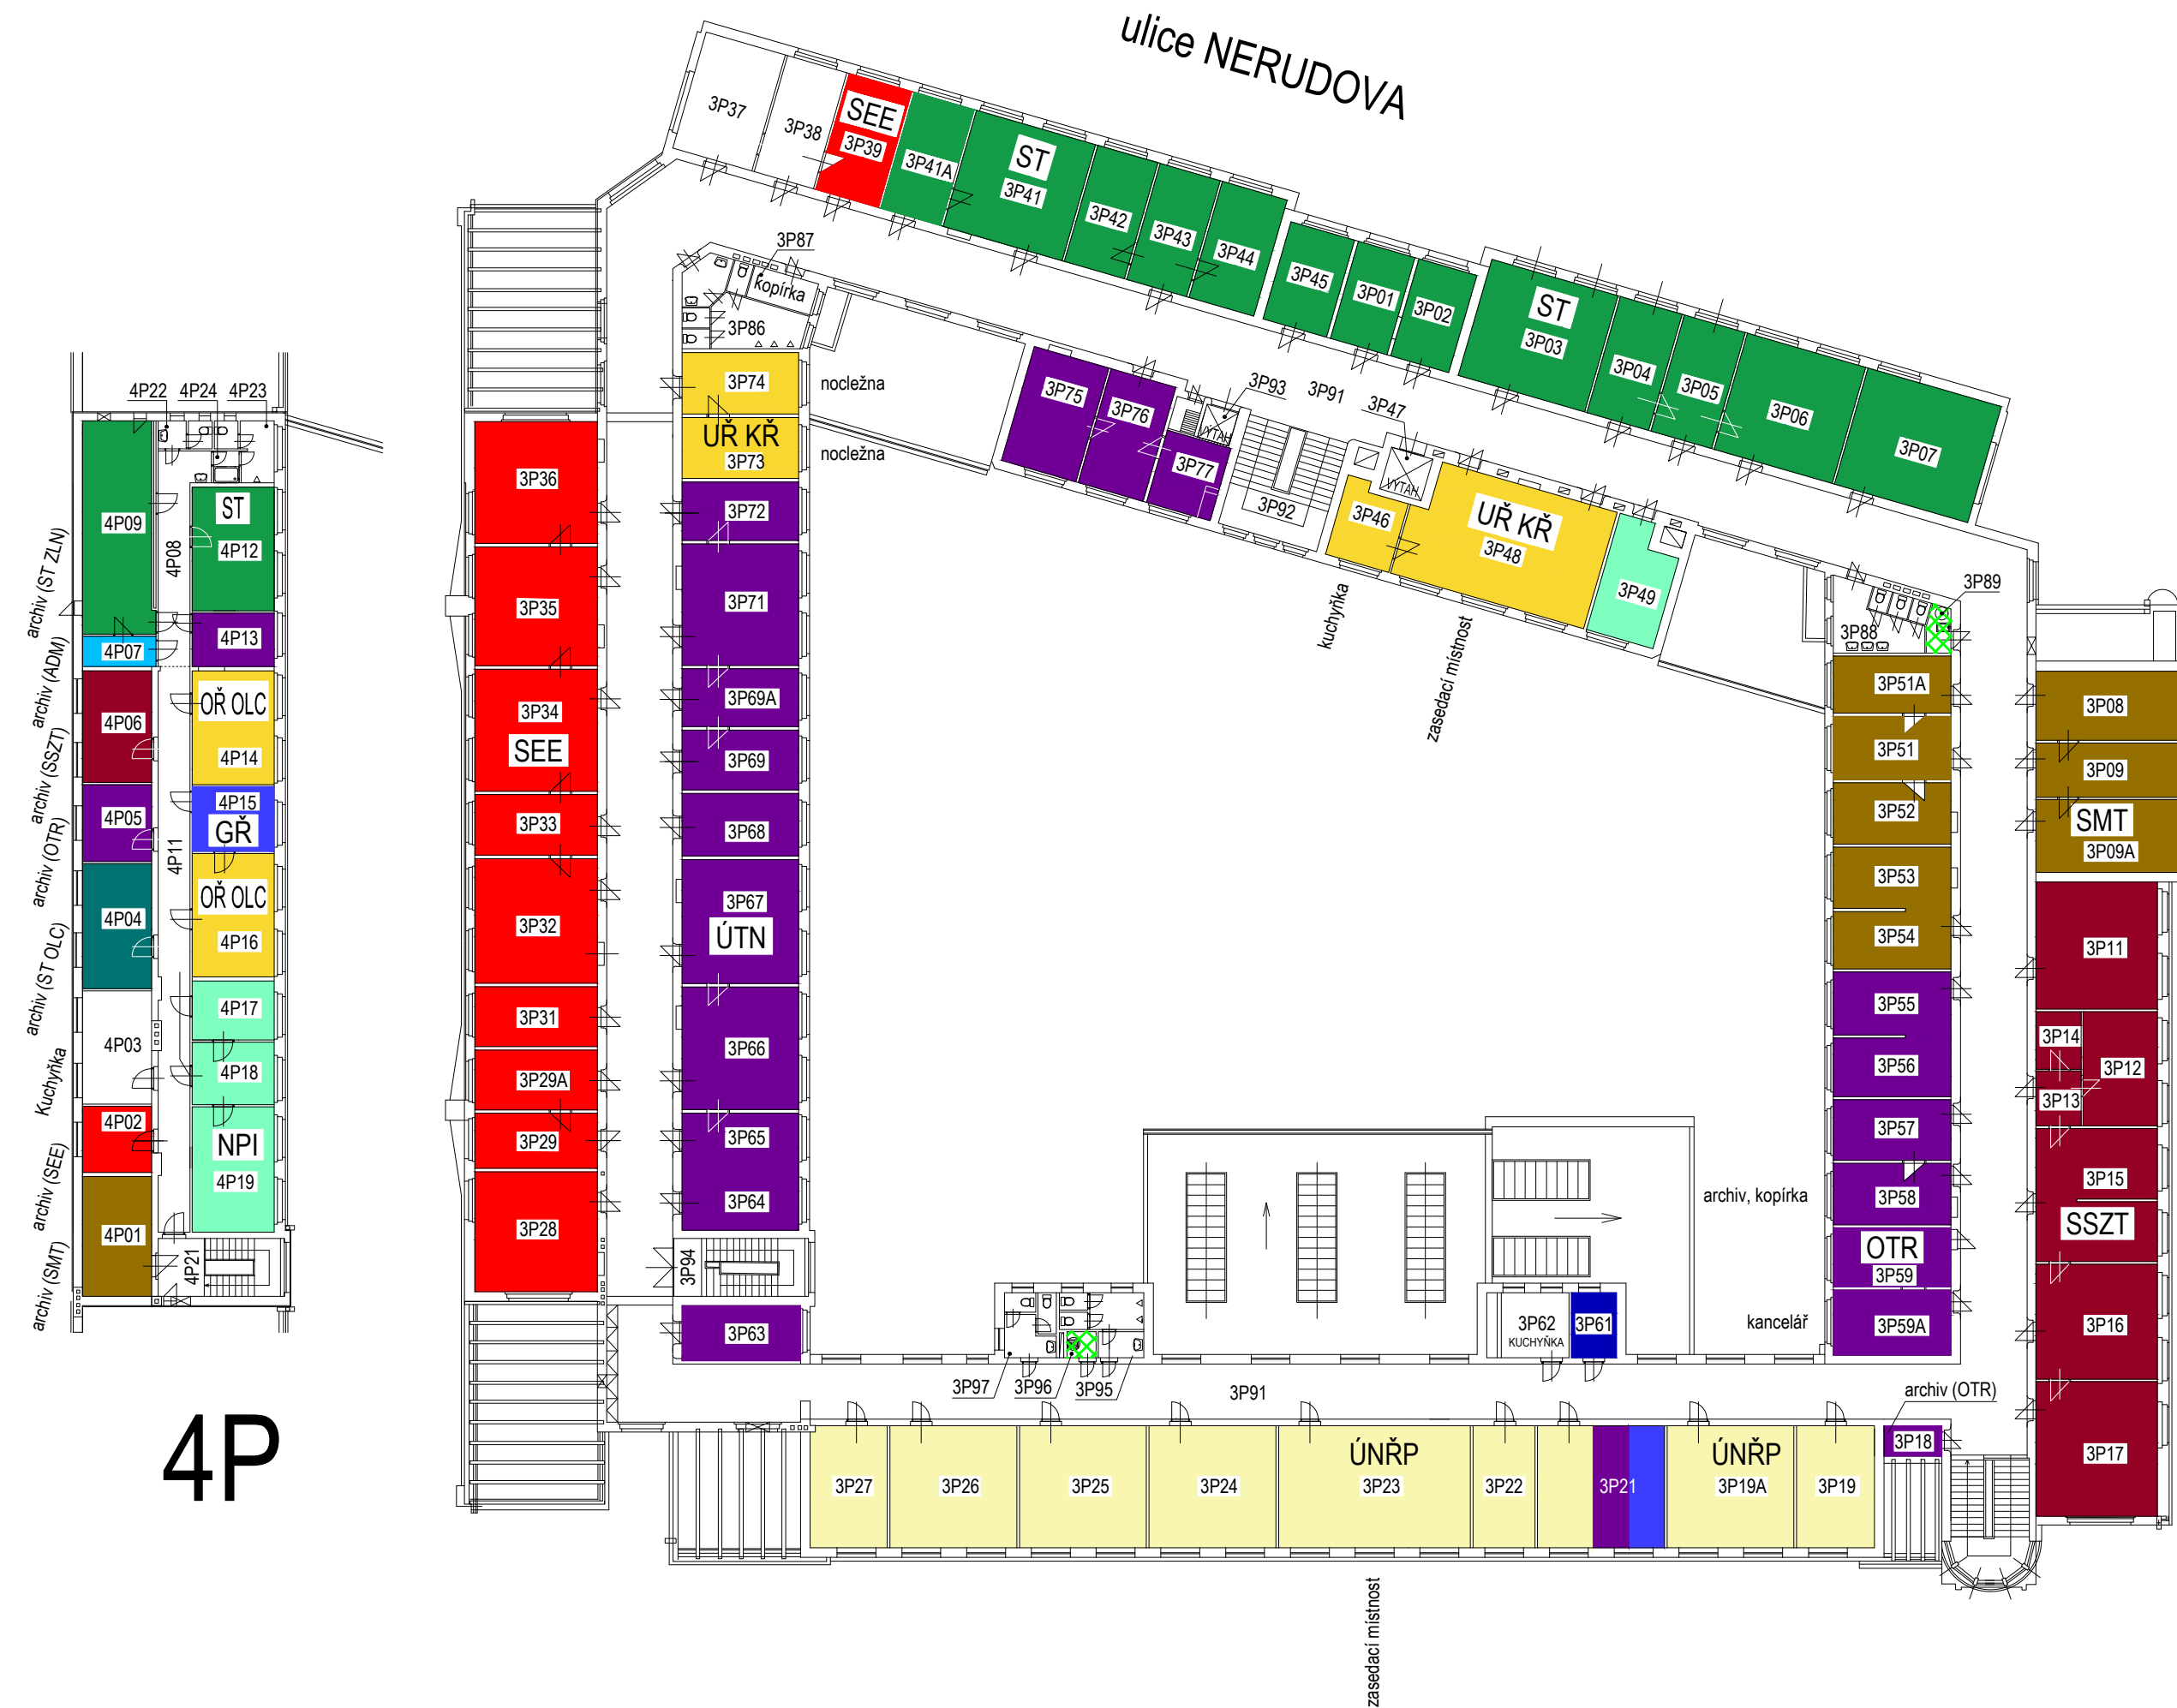 ulice NERUDOVA
3P37
3P38
SEE
3P39
3P41A
ST
3P41
3P42
3P43
3P44
3P45
3P01
3P02
ST
3P03
3P04
3P05
3P06
3P07
3P87
kopírka
3P86
3P74
nocležna
UŘ KŘ
3P73
nocležna
3P75
3P76
3P77
3P93
VÝTAH
3P91
3P47
VÝTAH
3P92
3P46
kuchyňka
UŘ KŘ
3P48
zasedací místnost
3P49
3P89
3P88
4P22
4P24
4P23
4P09
archiv (ST ZLN)
4P08
ST
4P12
4P13
4P07
archiv (ADM)
4P06
archiv (SSZT)
OŘ OLC
4P14
4P05
archiv (OTR)
4P15
GŘ
4P11
4P04
archiv (ST OLC)
OŘ OLC
4P16
4P17
4P03
Kuchyňka
4P18
4P02
archiv (SEE)
NPI
4P19
4P01
archiv (SMT)
4P21
4P
3P36
3P35
3P34
SEE
3P33
3P32
3P31
3P29A
3P29
3P28
3P72
3P71
3P69A
3P69
3P68
3P67
ÚTN
3P66
3P65
3P64
3P94
3P63
3P51A
3P51
3P52
3P53
3P54
3P55
3P56
3P57
3P58
archiv, kopírka
OTR
3P59
3P59A
kancelář
3P08
3P09
SMT
3P09A
3P11
3P14
3P12
3P13
3P15
SSZT
3P16
3P17
3P62
KUCHYŇKA
3P61
3P97
3P96
3P95
3P91
archiv (OTR)
3P18
3P27
3P26
3P25
3P24
ÚNŘP
3P23
3P22
3P21
ÚNŘP
3P19A
3P19
zasedací místnost